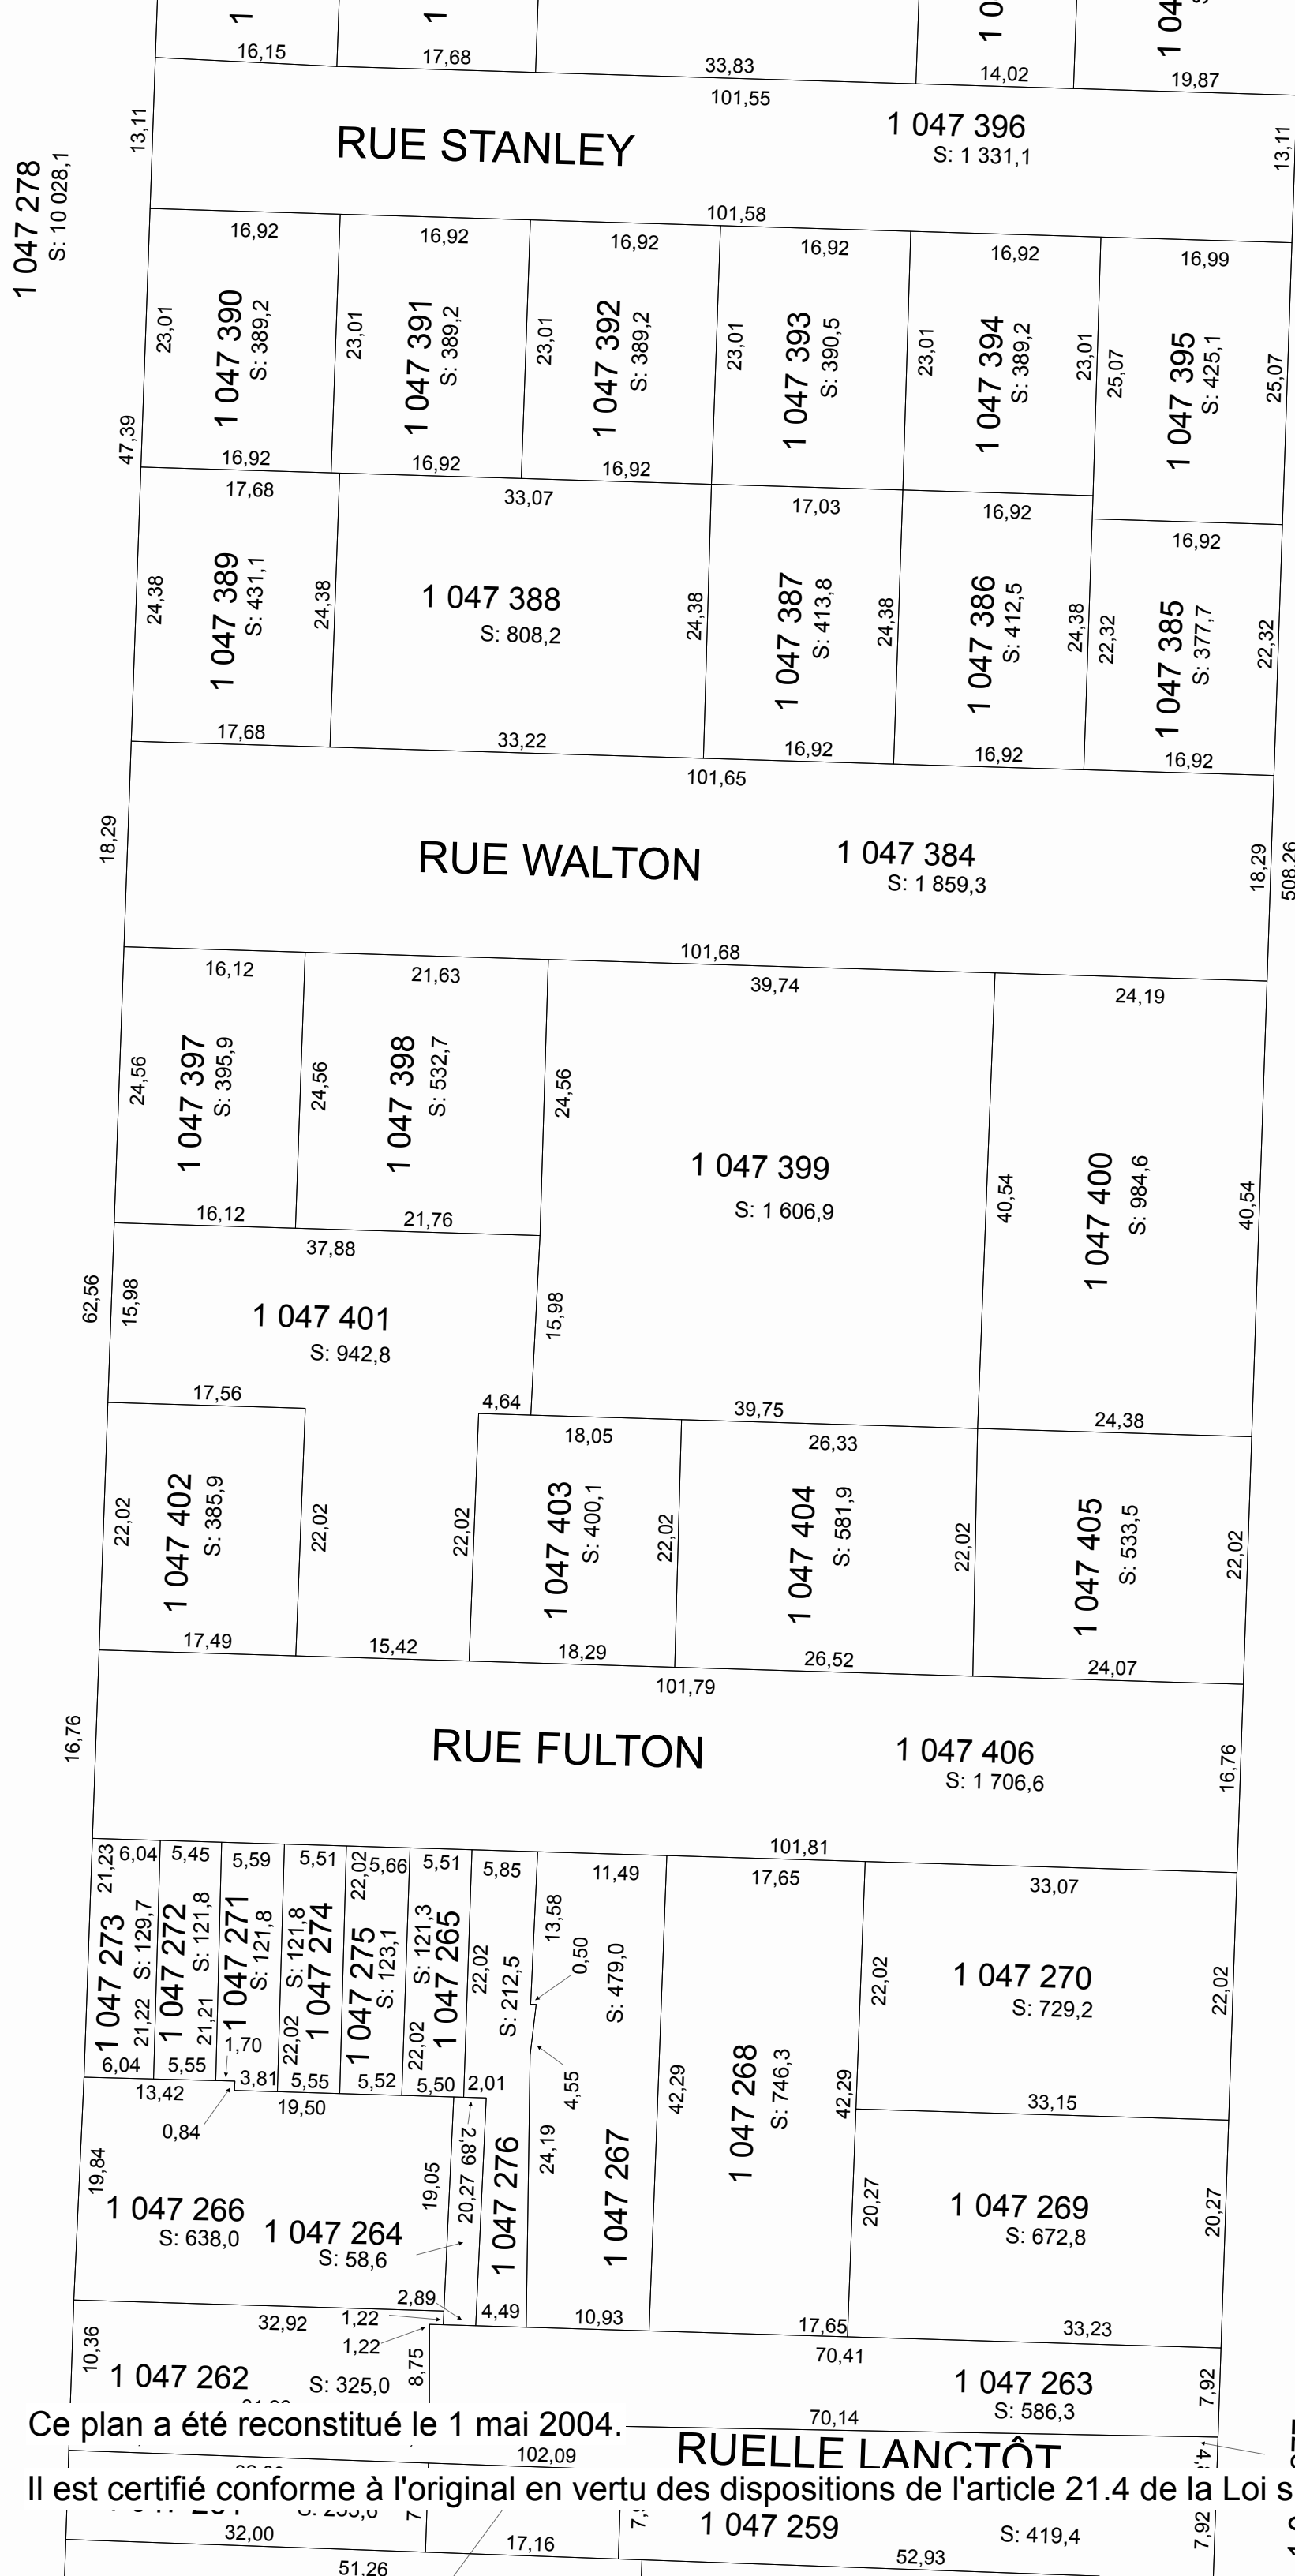 16,15
17,68
33,83
14,02
19,87
101,55
13,11
RUE STANLEY
1 047 396
S: 1 331,1
13,11
1 047 278
S: 10 028,1
101,58
16,92
16,92
16,92
16,92
16,92
16,99
23,01
1 047 390
S: 389,2
23,01
1 047 391
S: 389,2
23,01
1 047 392
S: 389,2
23,01
1 047 393
S: 390,5
23,01
1 047 394
S: 389,2
23,01
25,07
1 047 395
S: 425,1
25,07
47,39
16,92
16,92
16,92
17,68
33,07
17,03
16,92
16,92
24,38
1 047 389
S: 431,1
24,38
1 047 388
S: 808,2
24,38
1 047 387
S: 413,8
24,38
1 047 386
S: 412,5
24,38
22,32
1 047 385
S: 377,7
22,32
17,68
33,22
16,92
16,92
16,92
101,65
18,29
RUE WALTON
1 047 384
S: 1 859,3
18,29
508,26
101,68
16,12
21,63
39,74
24,19
24,56
1 047 397
S: 395,9
24,56
1 047 398
S: 532,7
24,56
1 047 399
S: 1 606,9
40,54
1 047 400
S: 984,6
40,54
16,12
21,76
37,88
62,56
15,98
1 047 401
S: 942,8
15,98
17,56
4,64
39,75
24,38
18,05
26,33
22,02
1 047 402
S: 385,9
22,02
22,02
1 047 403
S: 400,1
22,02
1 047 404
S: 581,9
22,02
1 047 405
S: 533,5
22,02
17,49
15,42
18,29
26,52
24,07
101,79
16,76
RUE FULTON
1 047 406
S: 1 706,6
16,76
101,81
21,23
6,04
5,45
5,59
5,51
22,02
5,66
5,51
5,85
11,49
17,65
33,07
1 047 273
S: 129,7
21,22
1 047 272
S: 121,8
21,21
1 047 271
S: 121,8
S: 121,8
22,02
1 047 274
1 047 275
S: 123,1
S: 121,3
22,02
1 047 265
22,02
S: 212,5
13,58
0,50
S: 479,0
22,02
1 047 270
S: 729,2
22,02
1,70
6,04
5,55
3,81
5,55
5,52
5,50
2,01
4,55
42,29
1 047 268
S: 746,3
42,29
33,15
13,42
19,50
0,84
19,84
1 047 266
S: 638,0
1 047 264
S: 58,6
19,05
2,89
20,27
1 047 276
24,19
1 047 267
20,27
1 047 269
S: 672,8
20,27
2,89
32,92
1,22
1,22
4,49
10,93
17,65
33,23
10,36
1 047 262
S: 325,0
8,75
70,41
1 047 263
S: 586,3
7,92
70,14
Ce plan a été reconstitué le 1 mai 2004.
102,09
RUELLE LANCTÔT
Il est certifié conforme à l'original en vertu des dispositions de l'article 21.4 de la Loi s
1 047 259
S: 419,4
7,92
32,00
17,16
52,93
51,26